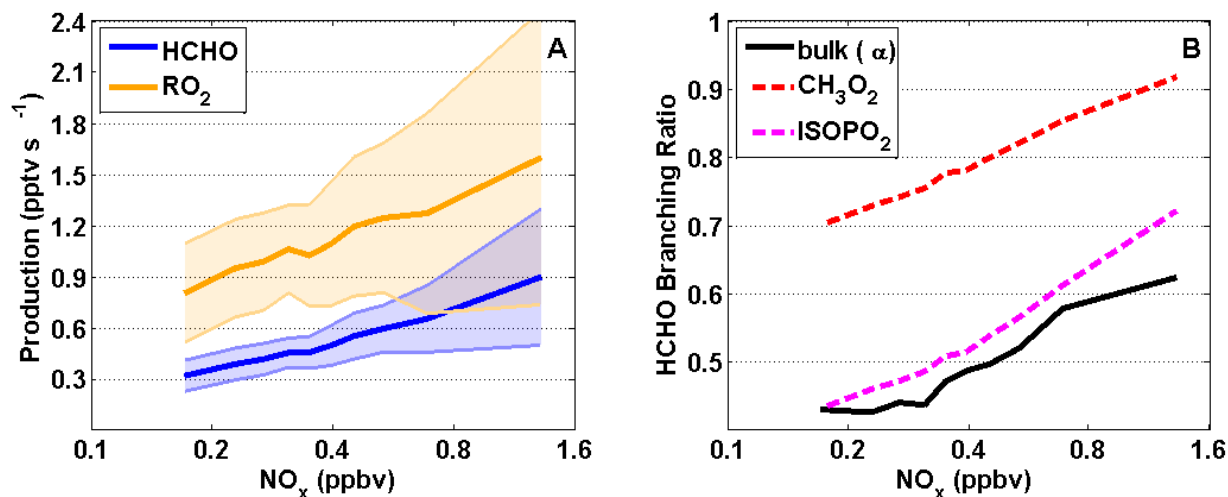 A
HCHO
RO2
Production (pptv s -1)
2.4
2.1
1.8
1.5
1.2
0.9
0.6
0.3
0.1 0.2 0.4 0.8 1.6
NOx (ppbv)
B
bulk ( α)
CH3O2
ISOPO2
HCHO Branching Ratio
1
0.9
0.8
0.7
0.6
0.5
0.1 0.2 0.4 0.8 1.6
NOx (ppbv)